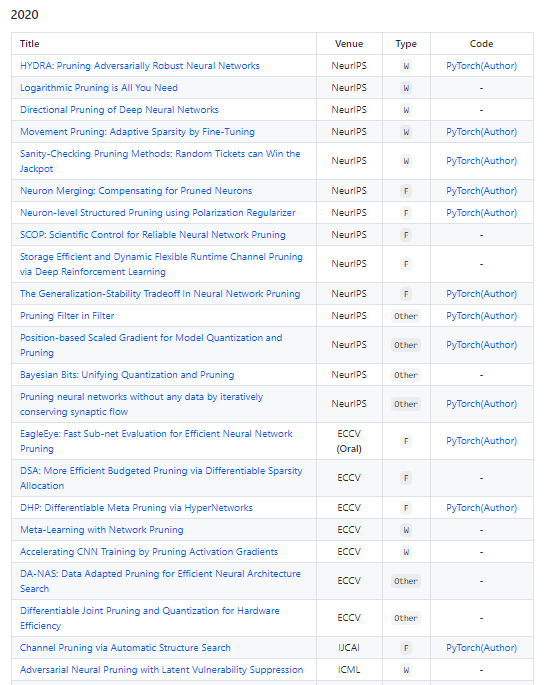 2020
Title Venue Type Code
HYDRA: Pruning Adversarially Robust Neural Networks NeurIPS W PyTorch(Author)
Logarithmic Pruning is All You Need NeurIPS W -
Directional Pruning of Deep Neural Networks NeurIPS W -
Movement Pruning: Adaptive Sparsity by Fine-Tuning NeurIPS W PyTorch(Author)
Sanity-Checking Pruning Methods: Random Tickets can Win the
Jackpot NeurIPS W PyTorch(Author)
Neuron Merging: Compensating for Pruned Neurons NeurIPS F PyTorch(Author)
Neuron-level Structured Pruning using Polarization Regularizer NeurIPS F PyTorch(Author)
SCOP: Scientific Control for Reliable Neural Network Pruning NeurIPS F -
Storage Efficient and Dynamic Flexible Runtime Channel Pruning
via Deep Reinforcement Learning NeurIPS F -
The Generalization-Stability Tradeoff In Neural Network Pruning NeurIPS F PyTorch(Author)
Pruning Filter in Filter NeurIPS Other PyTorch(Author)
Position-based Scaled Gradient for Model Quantization and
Pruning NeurIPS Other PyTorch(Author)
Bayesian Bits: Unifying Quantization and Pruning NeurIPS Other -
Pruning neural networks without any data by iteratively
conserving synaptic flow NeurIPS Other PyTorch(Author)
EagleEye: Fast Sub-net Evaluation for Efficient Neural Network ECCV
Pruning (Oral) F PyTorch(Author)
DSA: More Efficient Budgeted Pruning via Differentiable Sparsity
Allocation ECCV F -
DHP: Differentiable Meta Pruning via HyperNetworks ECCV F PyTorch(Author)
Meta-Learning with Network Pruning ECCV W -
Accelerating CNN Training by Pruning Activation Gradients ECCV W -
DA-NAS: Data Adapted Pruning for Efficient Neural Architecture
Search ECCV Other -
Differentiable Joint Pruning and Quantization for Hardware
Efficiency ECCV Other -
Channel Pruning via Automatic Structure Search IJCAI F PyTorch(Author)
Adversarial Neural Pruning with Latent Vulnerability Suppression ICML W -